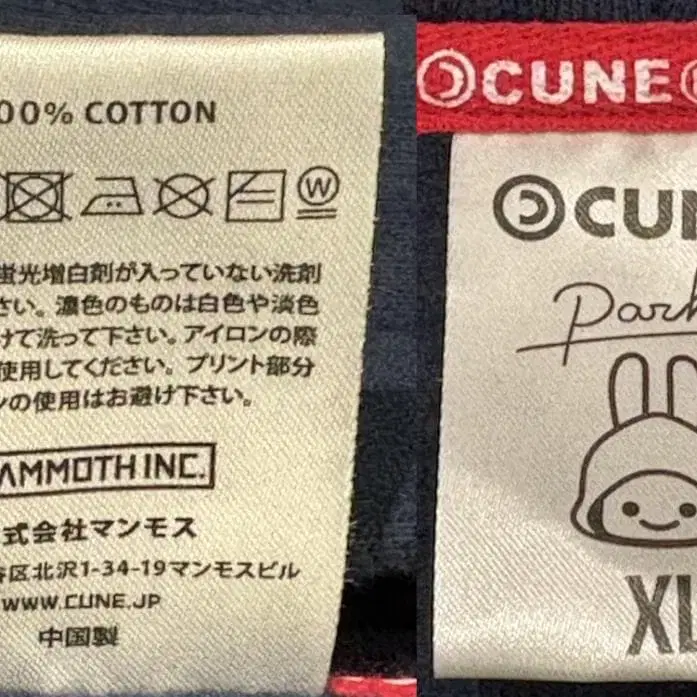 00% COTTON
W
蛍光増白剤が入っていない洗剤
さい。濃色のものは白色や淡色
けて洗って下さい。アイロンの際
使用してください。プリント部分
ンの使用はお避け下さい。
AMMOTH INC.
式会社マンモス
谷区北沢1-34-19マンモスビル
WWW.CUNE.JP
中国製
CUNE
CUN
Park
XL